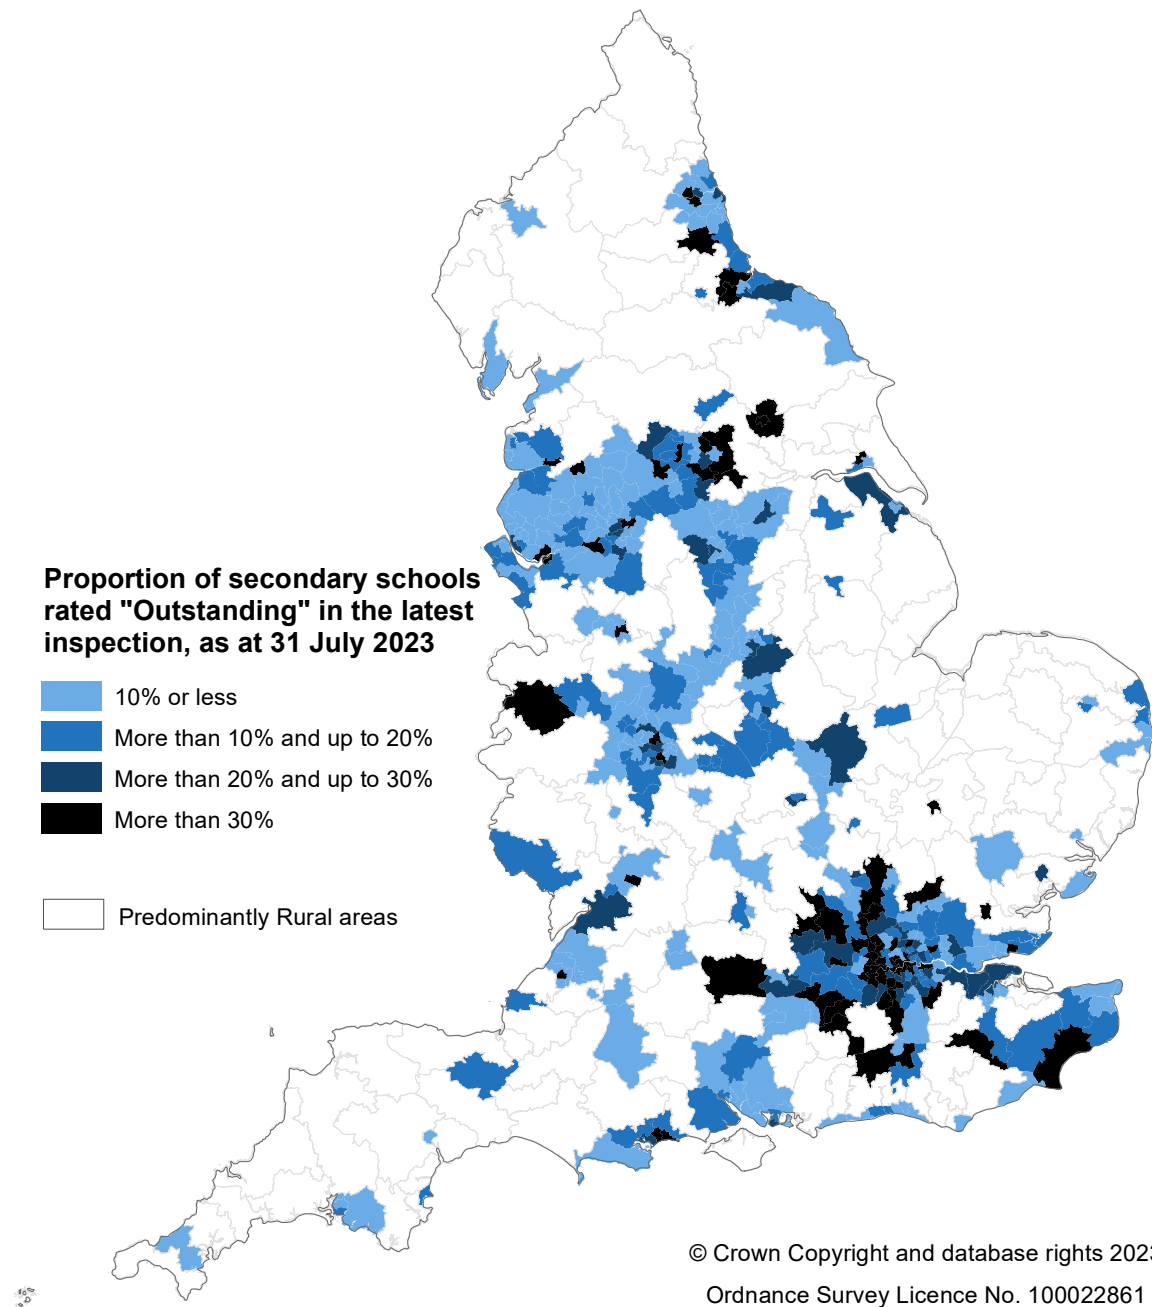 Proportion of secondary schools
rated "Outstanding" in the latest
inspection, as at 31 July 2023
10% or less
More than 10% and up to 20%
More than 20% and up to 30%
More than 30%
Predominantly Rural areas
© Crown Copyright and database rights 2023
Ordnance Survey Licence No. 100022861